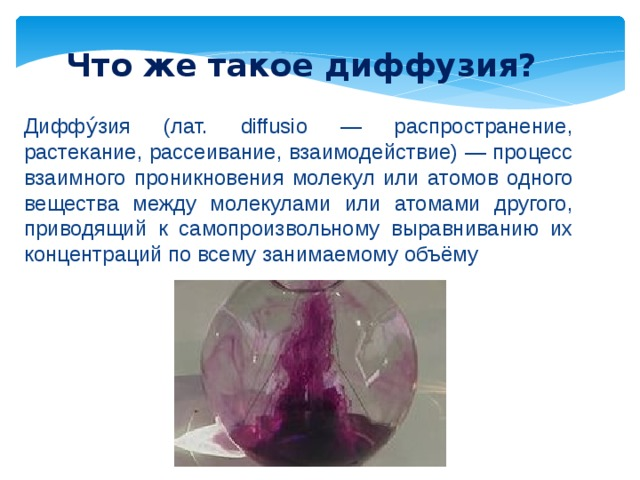 Что же такое диффузия?
Диффу́зия (лат. diffusio — распространение,
растекание, рассеивание, взаимодействие) — процесс
взаимного проникновения молекул или атомов одного
вещества между молекулами или атомами другого,
приводящий к самопроизвольному выравниванию их
концентраций по всему занимаемому объёму